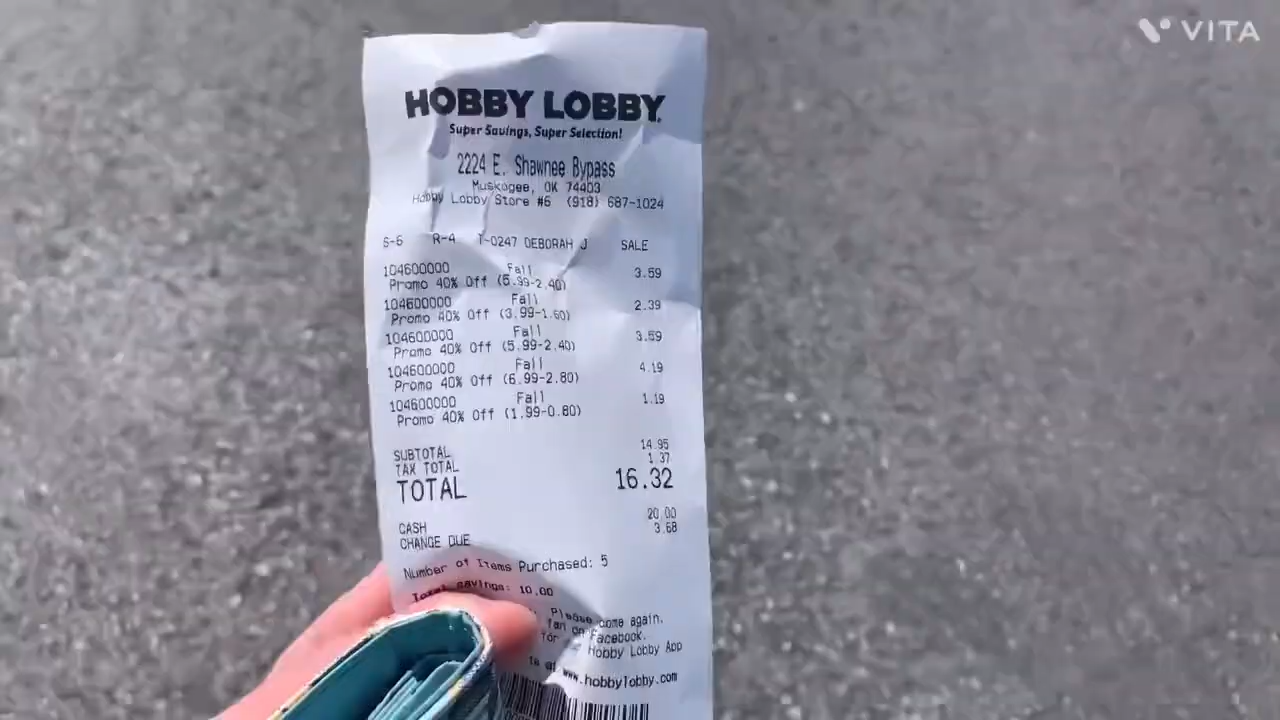 VITA
HOBBY LOBBY
Super Savings, Super Selection!
2224 E. Shawnee Bypass
Muskogee, OK 74403
Hobby Lobby Store #6 (918) 687-1024
S-6 R-4 T-0247 DEBORAH J SALE
104600000 Fall 3.59
Promo 40% Off (5.99-2.40)
104600000 Fall 2.39
Promo 40% Off (3.99-1.60)
104600000 Fall 3.59
Promo 40% Off (5.99-2.40)
104600000 Fall 4.19
Promo 40% Off (6.99-2.80)
104600000 Fall 1.19
Promo 40% Off (1.99-0.80)
SUBTOTAL 14.95
TAX TOTAL 1.37
TOTAL 16.32
CASH 20.00
CHANGE DUE 3.68
Number of Items Purchased: 5
Total savings: 10.00
Please come again.
fan on Facebook.
for Hobby Lobby App
at www.hobbylobby.com